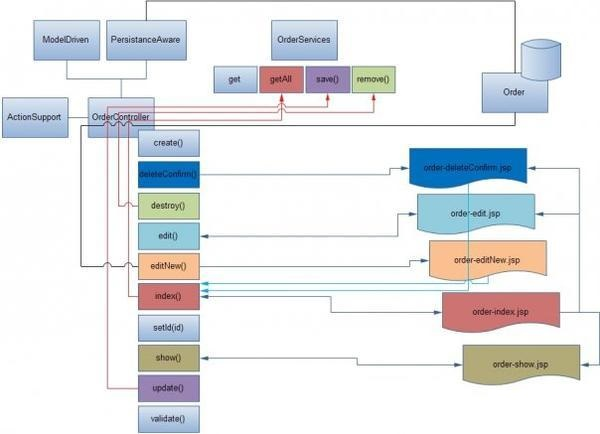 ModelDriven
PersistanceAware
OrderServices
get
getAll
save()
remove()
Order
ActionSupport
OrderController
create()
deleteConfirm()
order-deleteConfirm.jsp
destroy()
order-edit.jsp
edit()
editNew()
order-editNew.jsp
index()
order-index.jsp
setId(id)
show()
order-show.jsp
update()
validate()